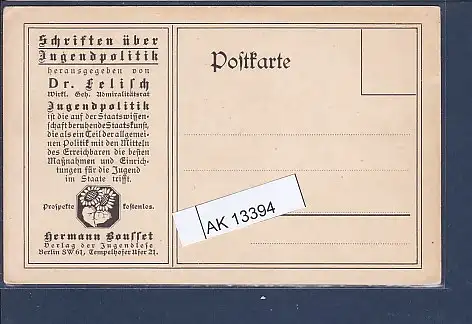 Schriften über
Jugendpolitik
herausgegeben von
Dr. Felisch
Wirkl. Geh. Admiralitätsrat
Jugendpolitik
ist die auf der Staatswissen-
schaft beruhende Staatskunst,
die als ein Teil der allgemei-
nen Politik mit den Mitteln
des Erreichbaren die besten
Maßnahmen und Einrich-
tungen für die Jugend
im Staate trifft.
Prospekte kostenlos.
Hermann Bousset
Verlag der Jugendlese
Berlin SW 61, Tempelhofer Ufer 21.
Postkarte
AK 13394